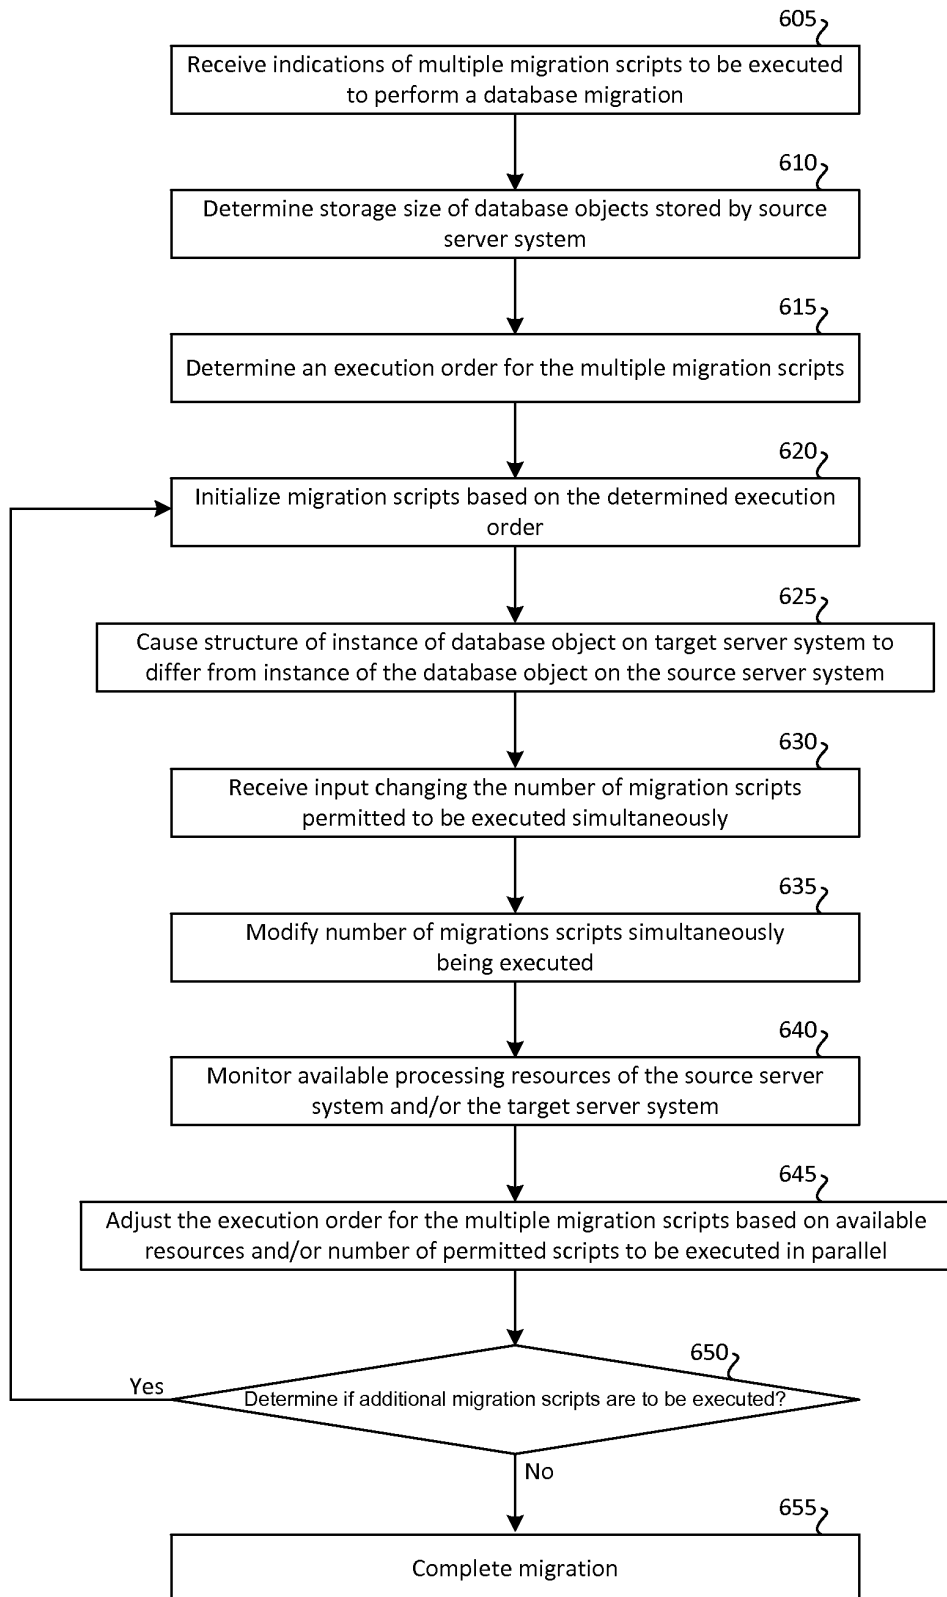 605
Receive indications of multiple migration scripts to be executed
to perform a database migration
610
Determine storage size of database objects stored by source
server system
615
Determine an execution order for the multiple migration scripts
620
Initialize migration scripts based on the determined execution
order
625
Cause structure of instance of database object on target server system to
differ from instance of the database object on the source server system
630
Receive input changing the number of migration scripts
permitted to be executed simultaneously
635
Modify number of migrations scripts simultaneously
being executed
640
Monitor available processing resources of the source server
system and/or the target server system
645
Adjust the execution order for the multiple migration scripts based on available
resources and/or number of permitted scripts to be executed in parallel
650
Yes
Determine if additional migration scripts are to be executed?
No
655
Complete migration